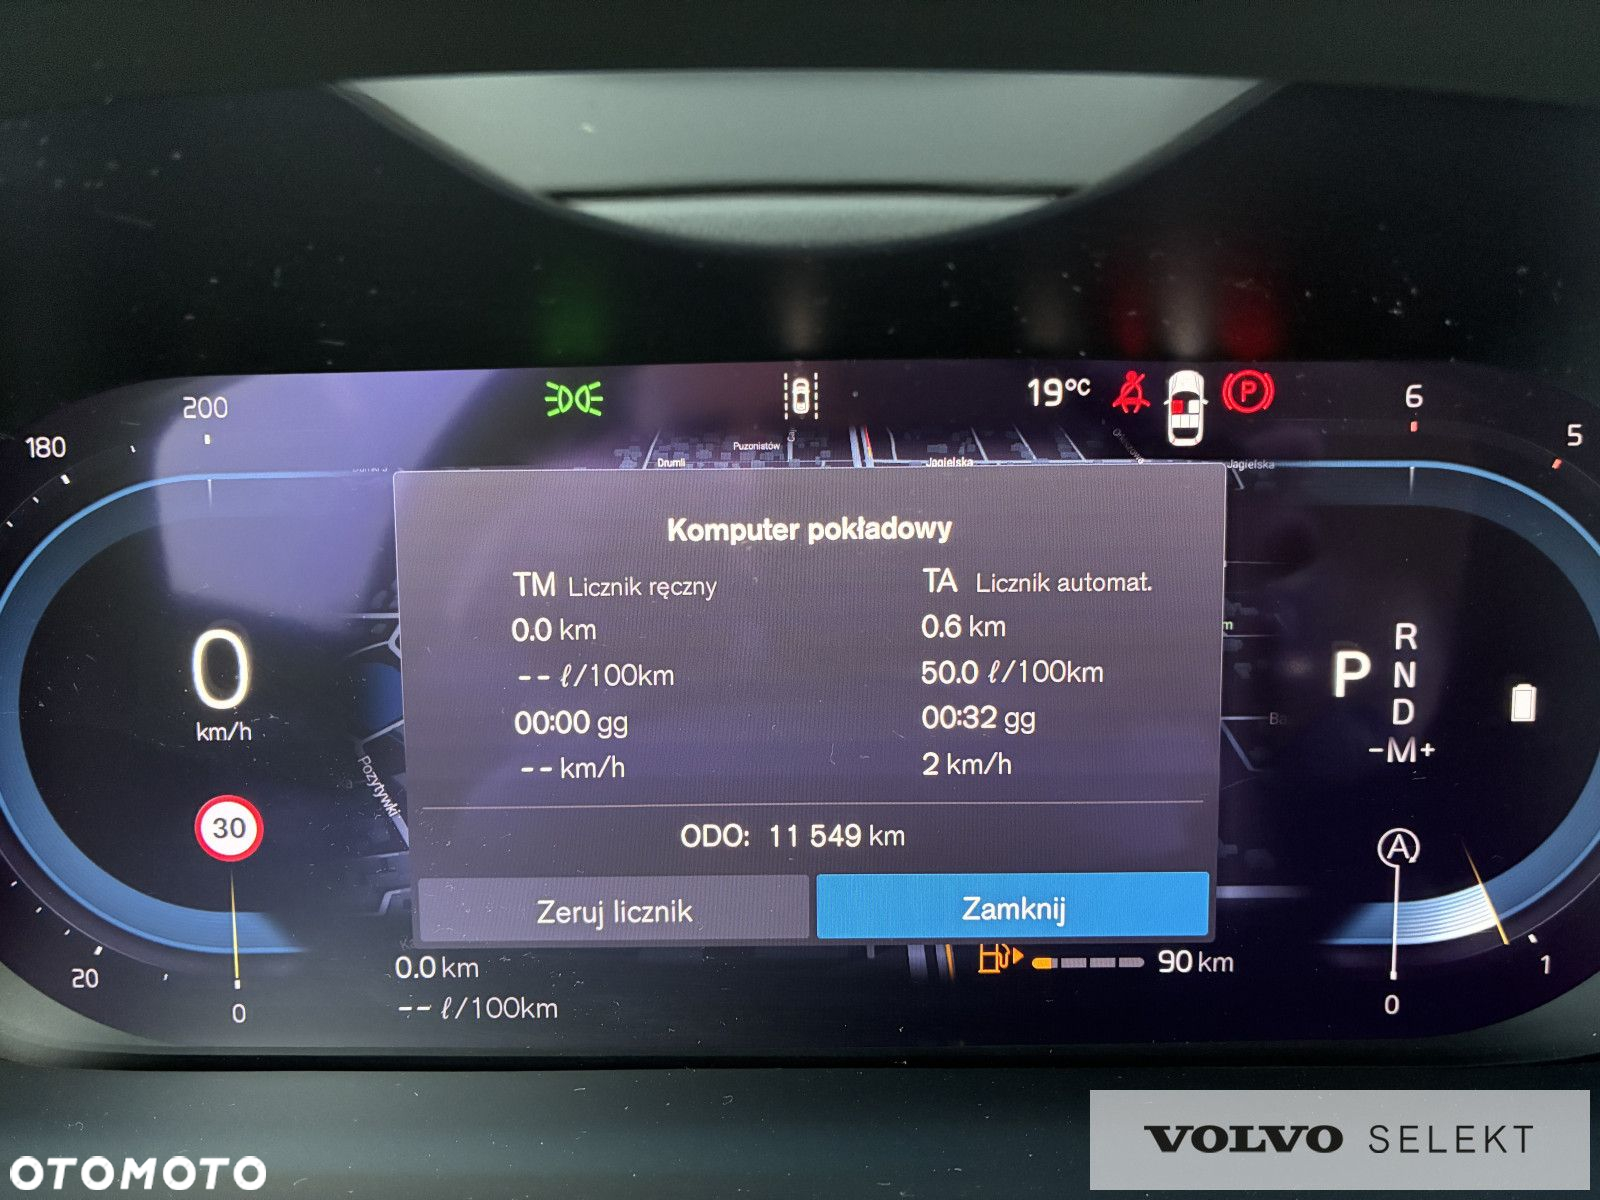 200
180
19°C
6
5
Puzonistów
Drumli
Jagielska
Jagielska
Komputer pokładowy
TM Licznik ręczny
TA Licznik automat.
0.0 km
0.6 km
-- ℓ/100km
50.0 ℓ/100km
00:00 gg
00:32 gg
-- km/h
2 km/h
ODO: 11 549 km
Zeruj licznik
Zamknij
0
km/h
P
R
N
D
-M+
Pozytywki
30
A
20
0
0.0 km
-- ℓ/100km
90 km
0
1
VOLVO SELEKT
OTOMOTO